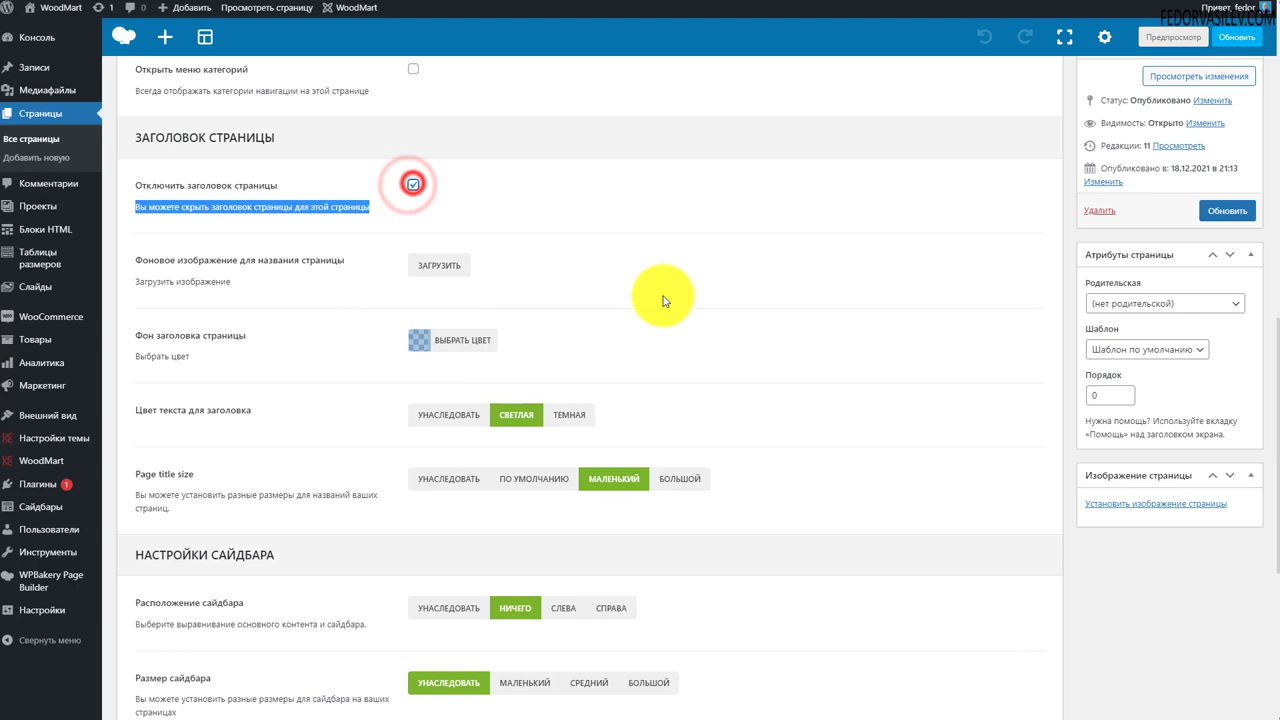 WoodMart
1
0
Добавить
Просмотреть страницу
WoodMart
Привет, fedor
FEDORVASILEV.COM
Предпросмотр
Обновить
Консоль
Записи
Медиафайлы
Страницы
Все страницы
Добавить новую
Комментарии
Проекты
Блоки HTML
Таблицы
размеров
Слайды
WooCommerce
Товары
Аналитика
Маркетинг
Внешний вид
Настройки темы
WoodMart
Плагины 1
Сайдбары
Пользователи
Инструменты
WPBakery Page
Builder
Настройки
Свернуть меню
Открыть меню категорий
Всегда отображать категории навигации на этой странице
ЗАГОЛОВОК СТРАНИЦЫ
Отключить заголовок страницы
Вы можете скрыть заголовок страницы для этой страницы
Фоновое изображение для названия страницы
ЗАГРУЗИТЬ
Загрузить изображение
Фон заголовка страницы
ВЫБРАТЬ ЦВЕТ
Выбрать цвет
Цвет текста для заголовка
УНАСЛЕДОВАТЬ СВЕТЛАЯ ТЕМНАЯ
Page title size
УНАСЛЕДОВАТЬ ПО УМОЛЧАНИЮ МАЛЕНЬКИЙ БОЛЬШОЙ
Вы можете установить разные размеры для названий ваших
страниц.
НАСТРОЙКИ САЙДБАРА
Расположение сайдбара
УНАСЛЕДОВАТЬ НИЧЕГО СЛЕВА СПРАВА
Выберите выравнивание основного контента и сайдбара.
Размер сайдбара
УНАСЛЕДОВАТЬ МАЛЕНЬКИЙ СРЕДНИЙ БОЛЬШОЙ
Вы можете установить разные размеры для сайдбара на ваших
страницах
Просмотреть изменения
Статус: Опубликовано Изменить
Видимость: Открыто Изменить
Редакции: 11 Просмотреть
Опубликовано в: 18.12.2021 в 21:13
Изменить
Удалить
Обновить
Атрибуты страницы
Родительская
(нет родительской)
Шаблон
Шаблон по умолчанию
Порядок
0
Нужна помощь? Используйте вкладку
«Помощь» над заголовком экрана.
Изображение страницы
Установить изображение страницы